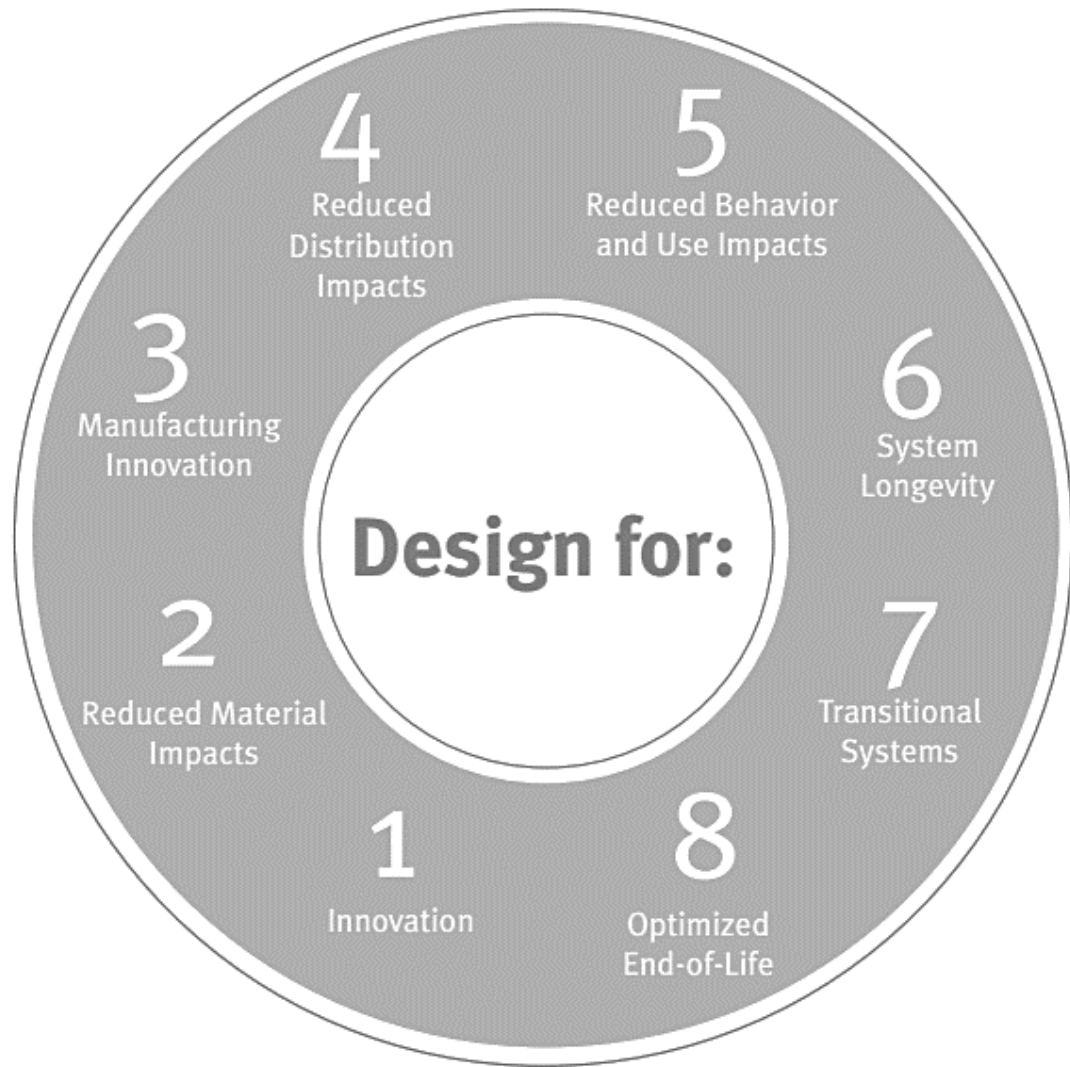 Design for:
1
Innovation
2
Reduced Material
Impacts
3
Manufacturing
Innovation
4
Reduced
Distribution
Impacts
5
Reduced Behavior
and Use Impacts
6
System
Longevity
7
Transitional
Systems
8
Optimized
End-of-Life